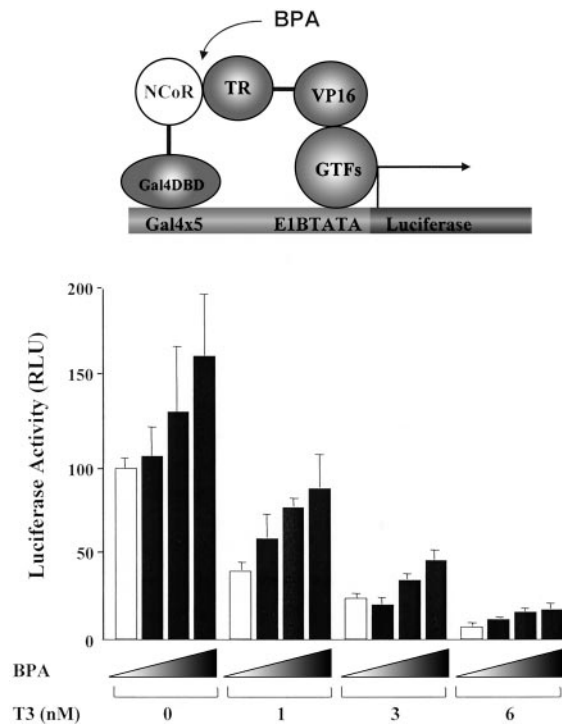 BPA
NCoR
TR
VP16
GTFs
Gal4DBD
Gal4x5 E1BTATA Luciferase
Luciferase Activity (RLU)
200
150
100
50
0
BPA
T3 (nM) 0 1 3 6